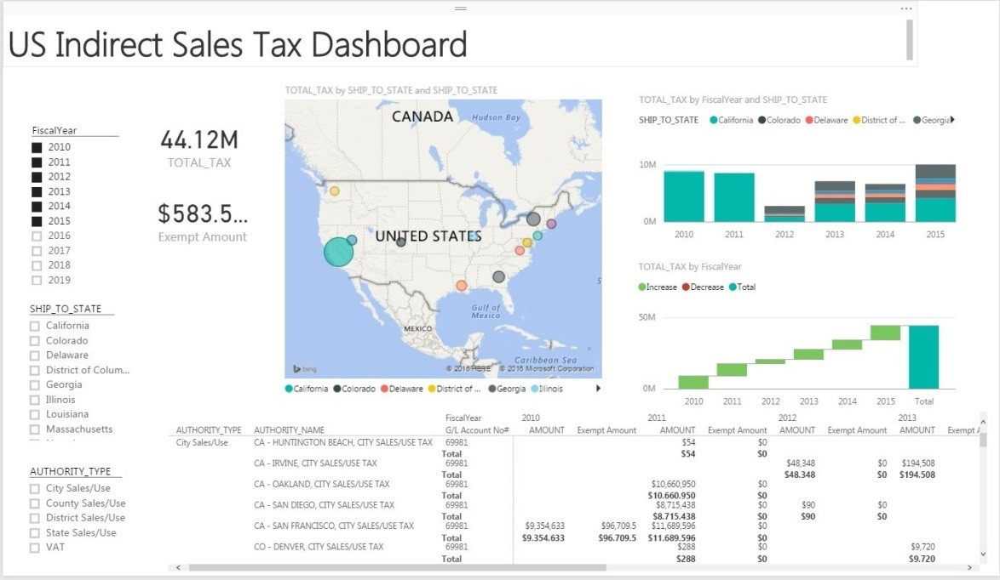 US Indirect Sales Tax Dashboard
FiscalYear
2010
2011
2012
2013
2014
2015
2016
2017
2018
2019
44.12M
TOTAL_TAX
$583.5...
Exempt Amount
SHIP_TO_STATE
California
Colorado
Delaware
District of Colum...
Georgia
Illinois
Louisiana
Massachusetts
AUTHORITY_TYPE
City Sales/Use
County Sales/Use
District Sales/Use
State Sales/Use
VAT
TOTAL_TAX by SHIP_TO_STATE and SHIP_TO_STATE
CANADA
Hudson Bay
UNITED STATES
Gulf of
Mexico
MEXICO
Caribbean Sea
bing
© 2016 HERE © 2016 Microsoft Corporation
California Colorado Delaware District of ... Georgia Illinois
TOTAL_TAX by FiscalYear and SHIP_TO_STATE
SHIP_TO_STATE California Colorado Delaware District of ... Georgia
10M
0M
2010 2011 2012 2013 2014 2015
TOTAL_TAX by FiscalYear
Increase Decrease Total
50M
0M
2010 2011 2012 2013 2014 2015 Total
FiscalYear 2010 2011 2012 2013
AUTHORITY_TYPE AUTHORITY_NAME G/L Account No# AMOUNT Exempt Amount AMOUNT Exempt Amount AMOUNT Exempt Amount AMOUNT Exempt
City Sales/Use CA - HUNTINGTON BEACH, CITY SALES/USE TAX 69981 $54 $0
Total $54 $0
CA - IRVINE, CITY SALES/USE TAX 69981 $48,348 $0 $194,508
Total $48.348 $0 $194.508
CA - OAKLAND, CITY SALES/USE TAX 69981 $10,660,950 $0
Total $10.660.950 $0
CA - SAN DIEGO, CITY SALES/USE TAX 69981 $8,715,438 $0 $90 $0
Total $8.715.438 $0 $90 $0
CA - SAN FRANCISCO, CITY SALES/USE TAX 69981 $9,354,633 $96,709.5 $11,689,596 $0
Total $9.354.633 $96.709.5 $11.689.596 $0
CO - DENVER, CITY SALES/USE TAX 69981 $288 $0 $9,720
Total $288 $0 $9.720